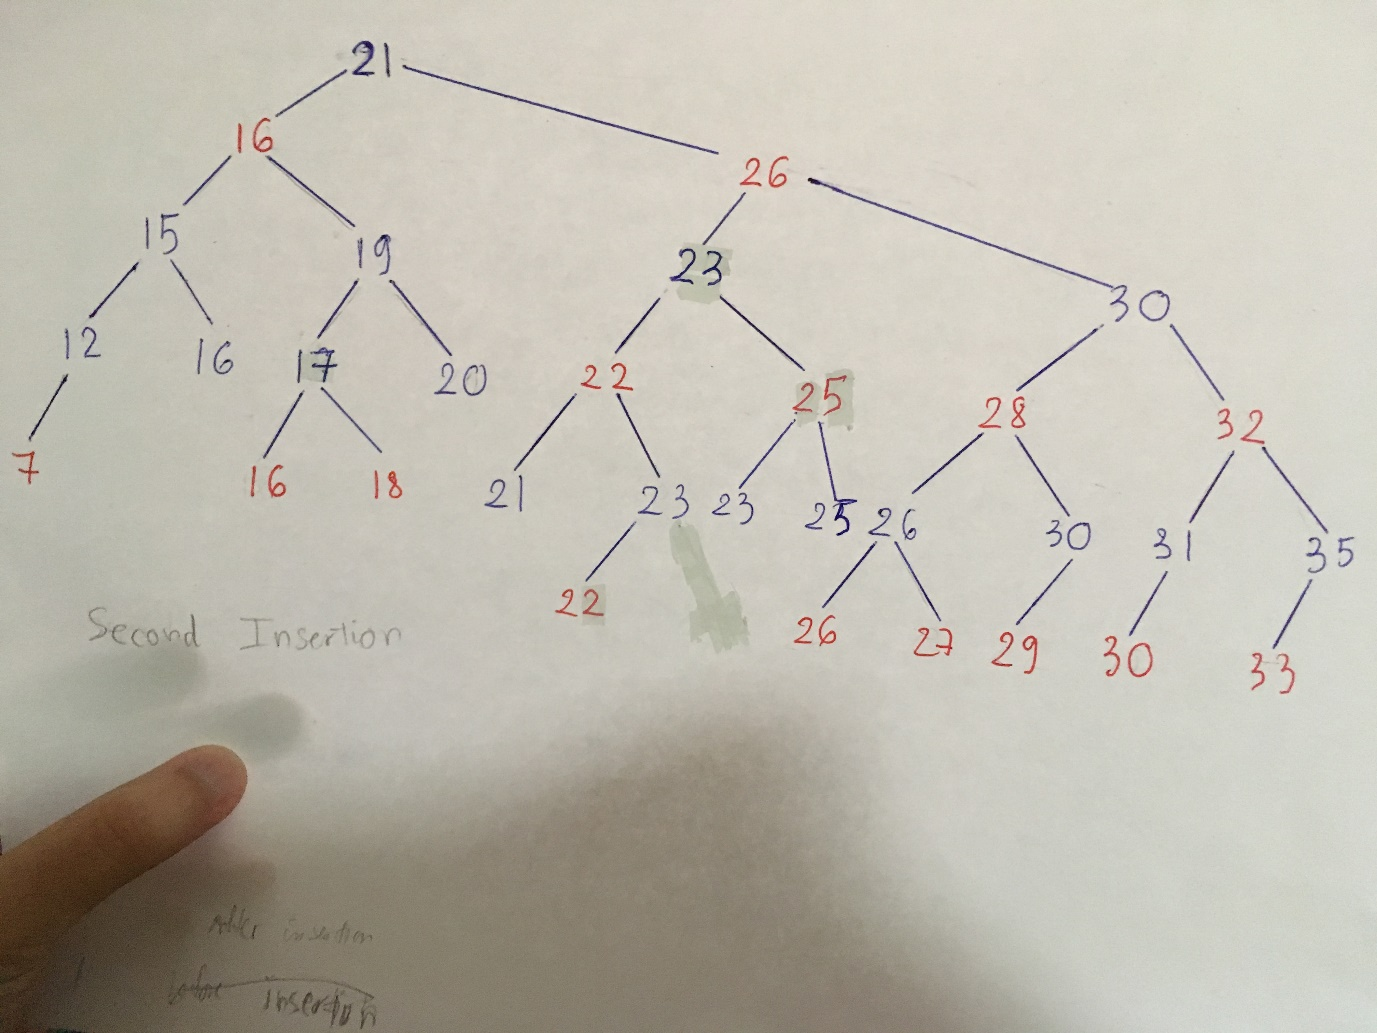 21
16 26
15 19 23 30
12 16 17 20 22 25 28 32
7 16 18 21 23 23 25 26 30 31 35
22 26 27 29 30 33
Second Insertion
insertion
insertion